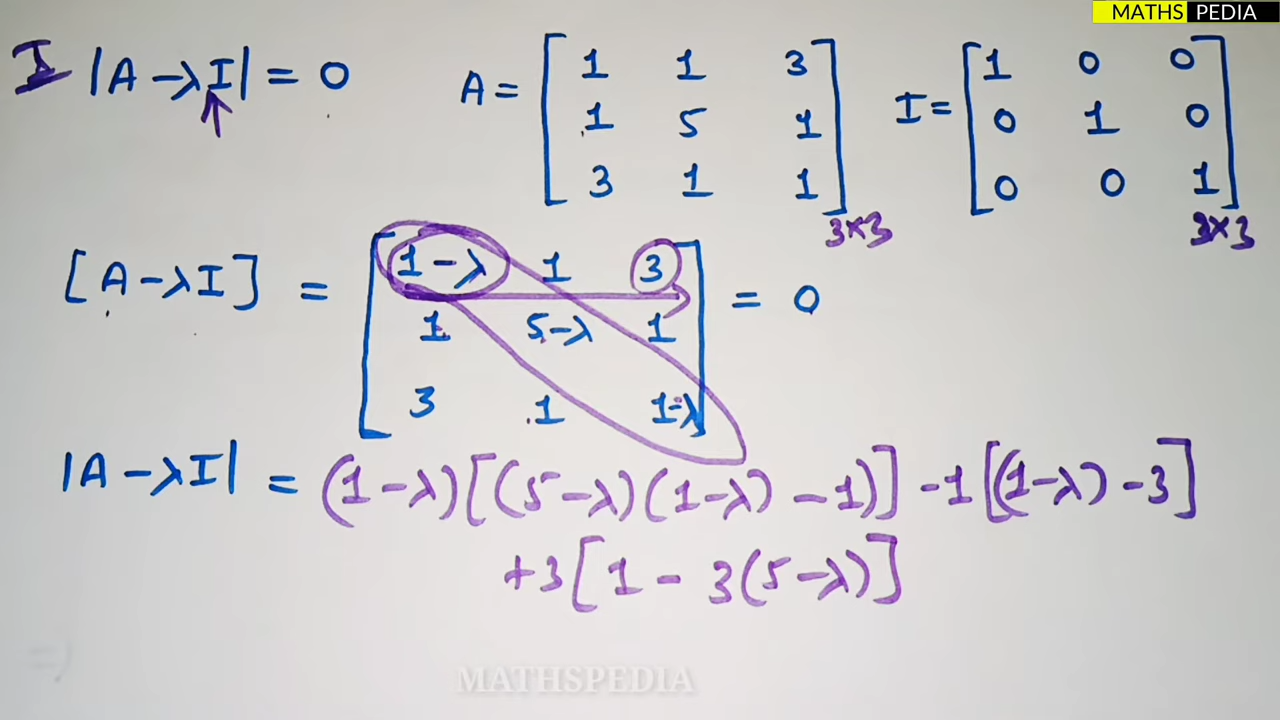 MATHS PEDIA
I |A-λI| = 0 A = [1 1 3 I = [1 0 0
1 5 1 0 1 0
3 1 1] 3×3 0 0 1] 3×3
[A-λI] = [1-λ 1 3
1 5-λ 1
3 1 1-λ] = 0
|A-λI| = (1-λ)[(5-λ)(1-λ) - 1)] -1[(1-λ) -3]
+3[1 - 3(5-λ)]
MATHSPEDIA